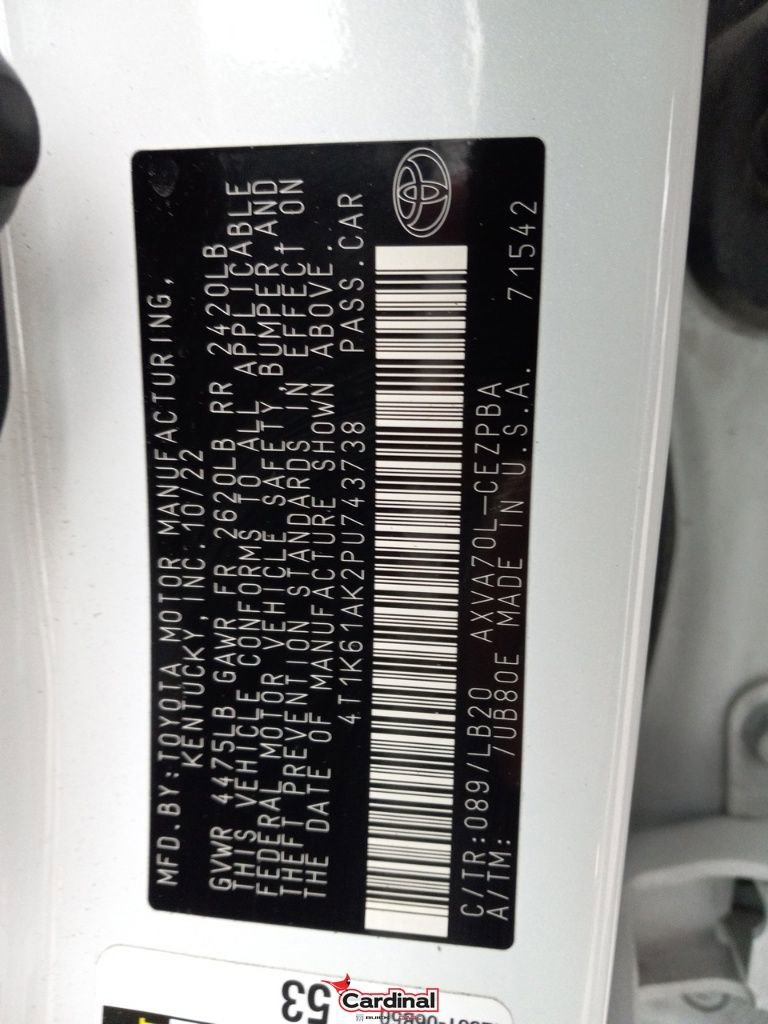 MFD.BY:TOYOTA MOTOR MANUFACTURING,
KENTUCKY, INC. 10/22
GVWR 4475LB GAWR FR 2620LB RR 2420LB
THIS VEHICLE CONFORMS TO ALL APPLICABLE
FEDERAL MOTOR VEHICLE SAFETY, BUMPER, AND
THEFT PREVENTION STANDARDS IN EFFECT ON
THE DATE OF MANUFACTURE SHOWN ABOVE.
4T1K61AK2PU743738 PASS.CAR
C/TR:089/LB20 AXVA70L-CEZPBA
A/TM: 7UB80E MADE IN U.S.A. 71542
53
Cardinal
BUICK